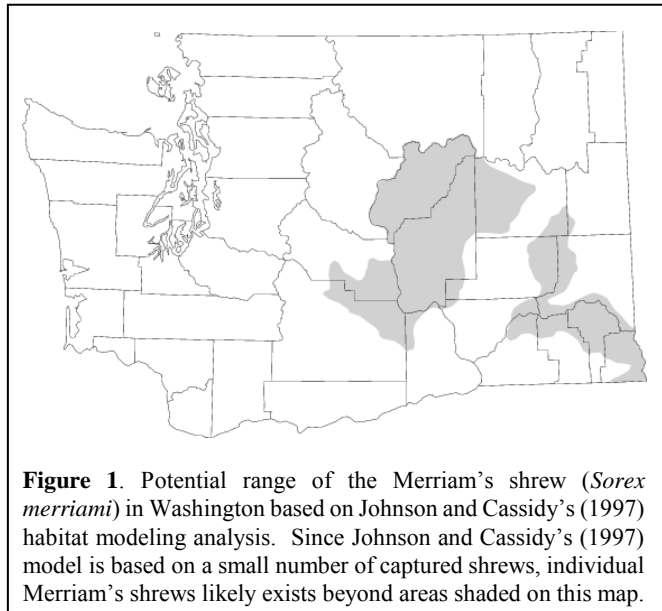 Figure 1. Potential range of the Merriam's shrew (Sorex
merriami) in Washington based on Johnson and Cassidy's (1997)
habitat modeling analysis. Since Johnson and Cassidy's (1997)
model is based on a small number of captured shrews, individual
Merriam's shrews likely exists beyond areas shaded on this map.